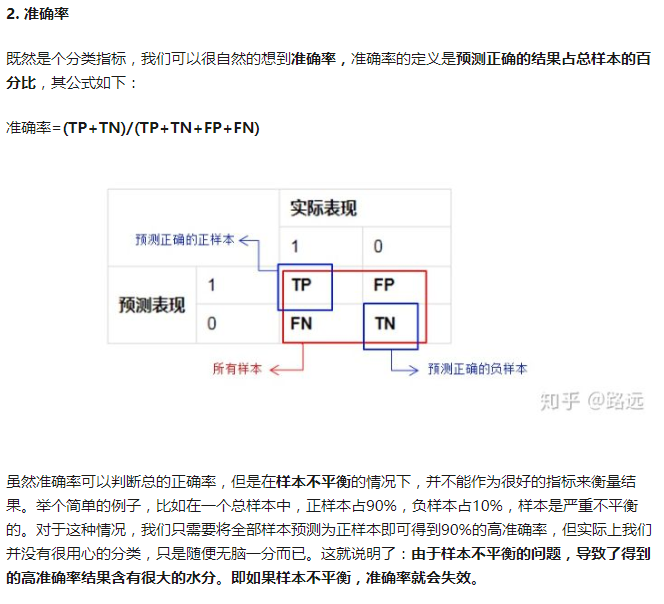 2. 准确率
既然是个分类指标，我们可以很自然的想到准确率，准确率的定义是预测正确的结果占总样本的百
分比，其公式如下：
准确率=(TP+TN)/(TP+TN+FP+FN)
实际表现
预测正确的正样本
1 0
预测表现
1 TP FP
0 FN TN
所有样本
预测正确的负样本
知乎 @路远
虽然准确率可以判断总的正确率，但是在样本不平衡的情况下，并不能作为很好的指标来衡量结
果。举个简单的例子，比如在一个总样本中，正样本占90%，负样本占10%，样本是严重不平衡
的。对于这种情况，我们只需要将全部样本预测为正样本即可得到90%的高准确率，但实际上我们
并没有很用心的分类，只是随便无脑一分而已。这就说明了：由于样本不平衡的问题，导致了得到
的高准确率结果含有很大的水分。即如果样本不平衡，准确率就会失效。